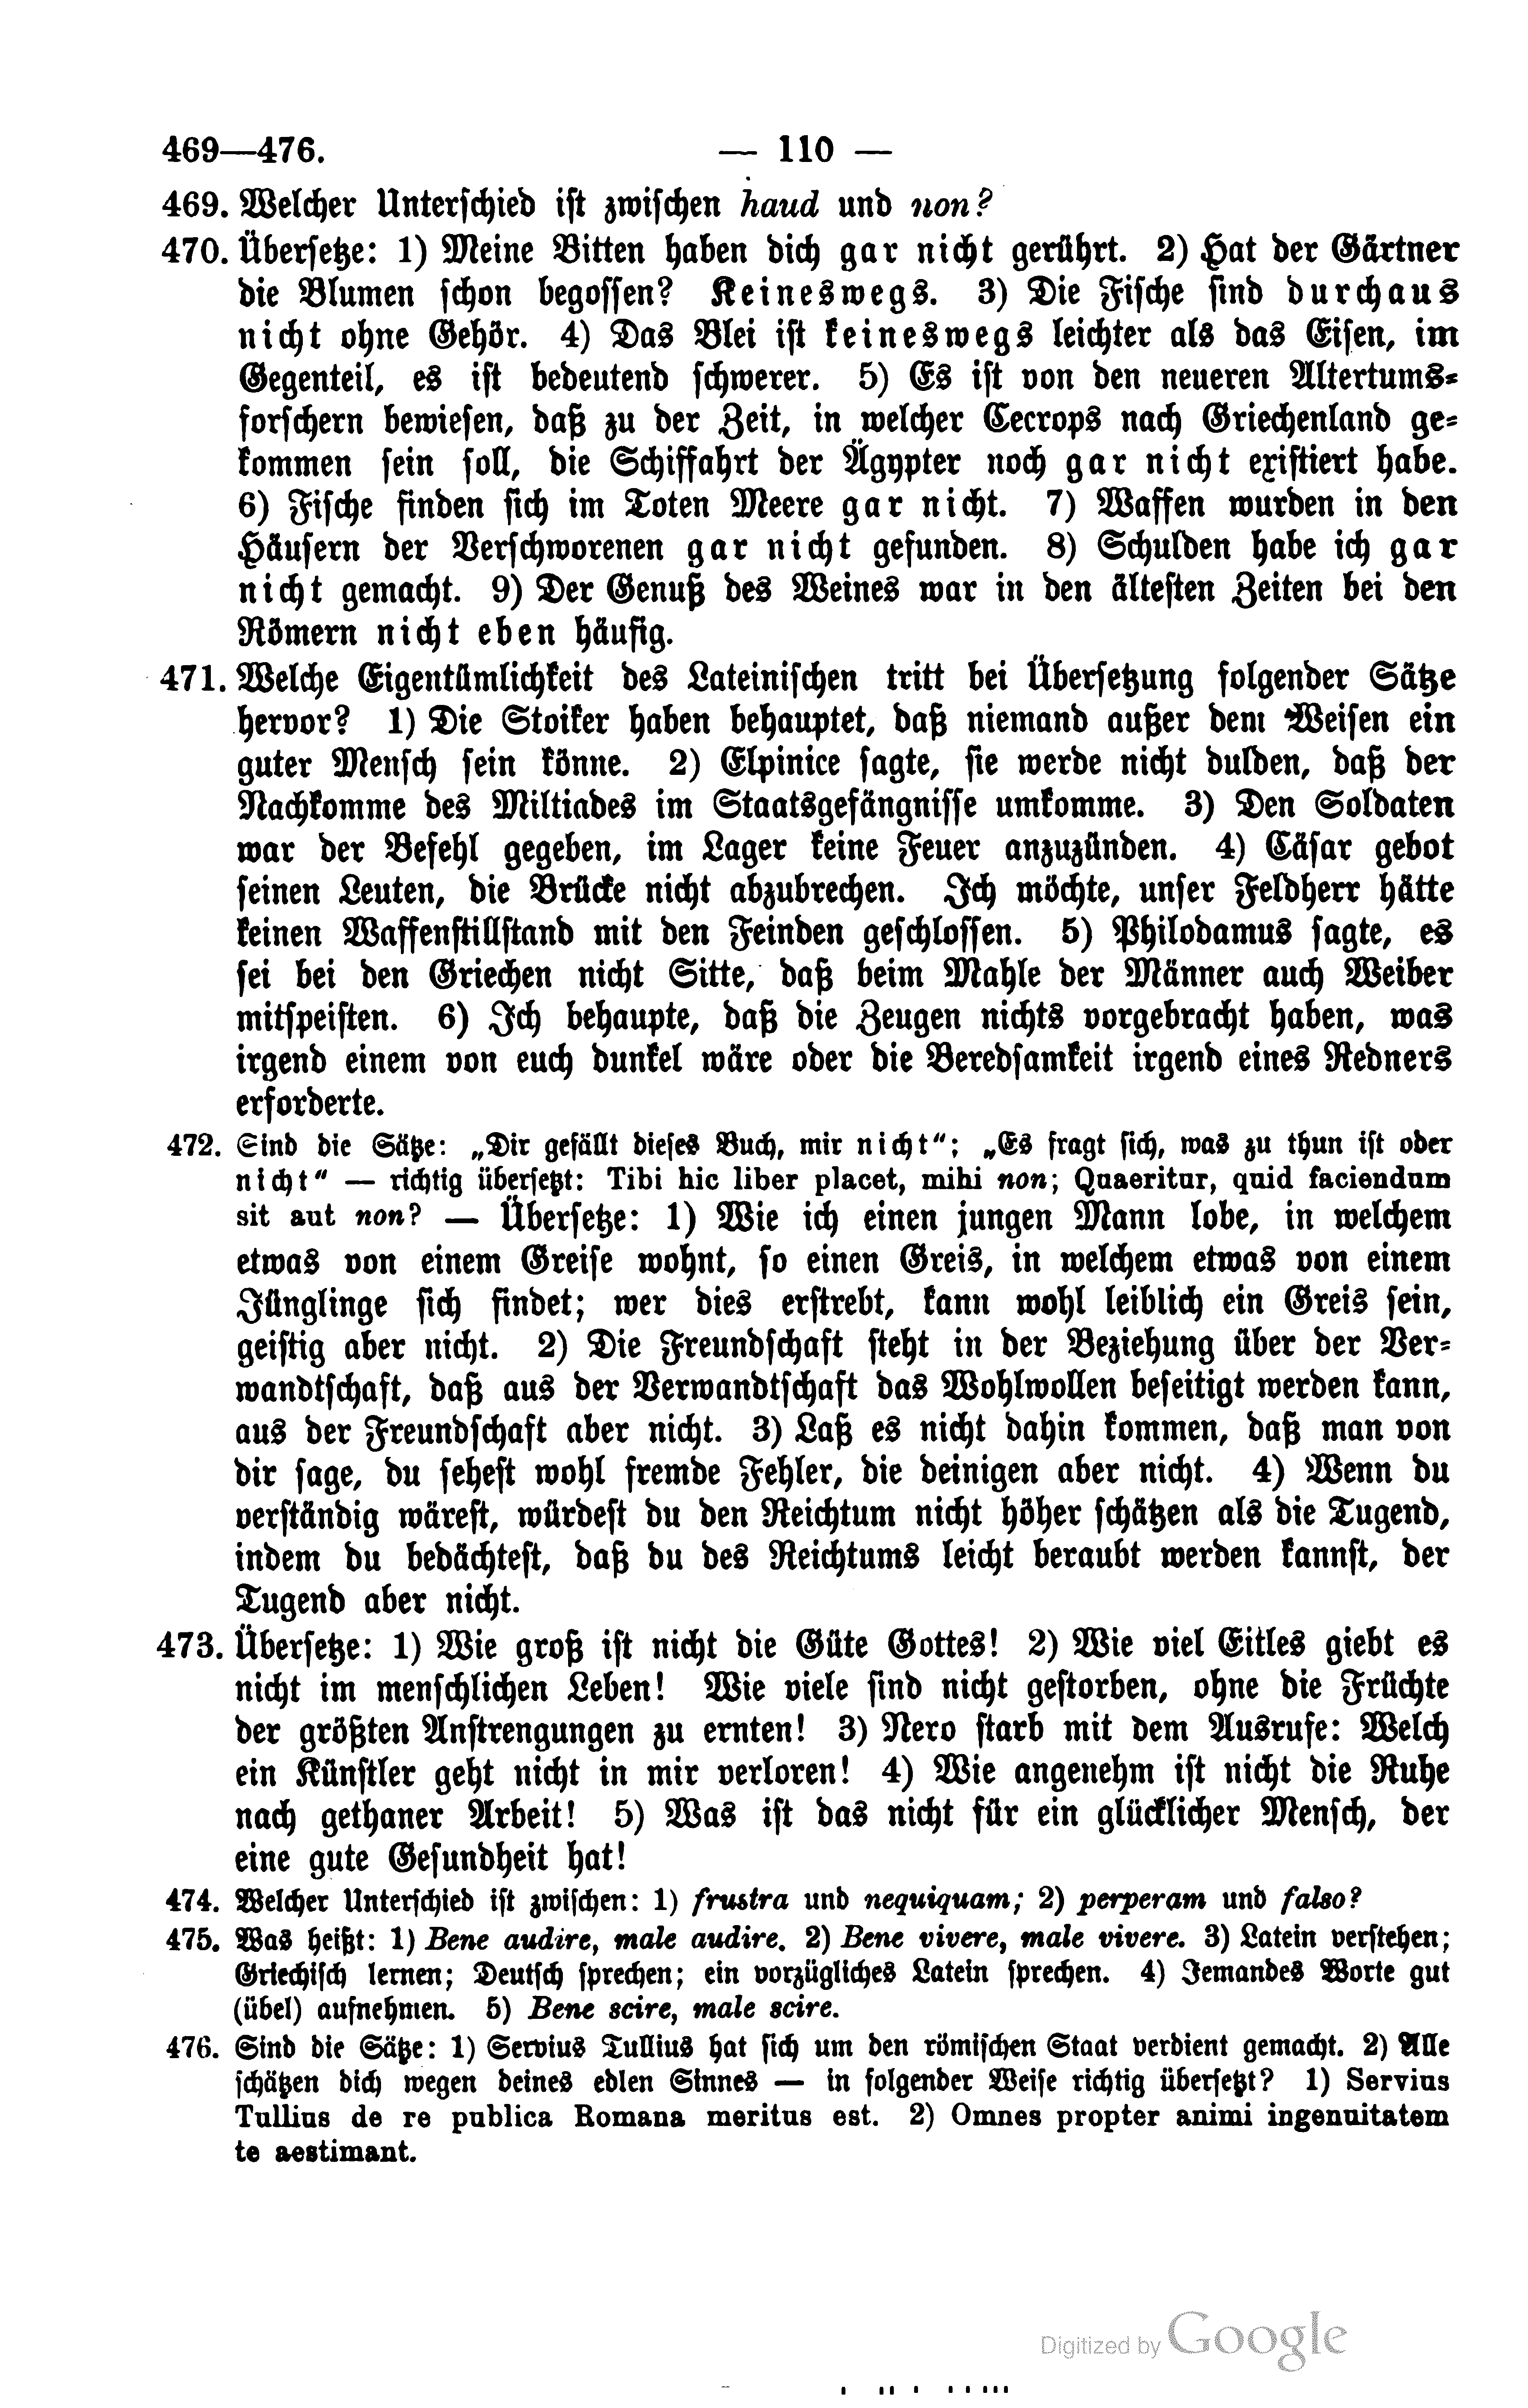 469—476. — 110 —
469. Welcher Unterschied ist zwischen haud und non?
470. Übersetze: 1) Meine Bitten haben dich gar nicht gerührt. 2) Hat der Gärtner
die Blumen schon begossen? Keineswegs. 3) Die Fische sind durchaus
nicht ohne Gehör. 4) Das Blei ist keineswegs leichter als das Eisen, im
Gegenteil, es ist bedeutend schwerer. 5) Es ist von den neueren Altertums-
forschern bewiesen, daß zu der Zeit, in welcher Cecrops nach Griechenland ge-
kommen sein soll, die Schiffahrt der Ägypter noch gar nicht existiert habe.
6) Fische finden sich im Toten Meere gar nicht. 7) Waffen wurden in den
Häusern der Verschworenen gar nicht gefunden. 8) Schulden habe ich gar
nicht gemacht. 9) Der Genuß des Weines war in den ältesten Zeiten bei den
Römern nicht eben häufig.
471. Welche Eigentümlichkeit des Lateinischen tritt bei Übersetzung folgender Sätze
hervor? 1) Die Stoiker haben behauptet, daß niemand außer dem Weisen ein
guter Mensch sein könne. 2) Elpinice sagte, sie werde nicht dulden, daß der
Nachkomme des Miltiades im Staatsgefängnisse umkomme. 3) Den Soldaten
war der Befehl gegeben, im Lager keine Feuer anzuzünden. 4) Cäsar gebot
seinen Leuten, die Brücke nicht abzubrechen. Ich möchte, unser Feldherr hätte
keinen Waffenstillstand mit den Feinden geschlossen. 5) Philodamus sagte, es
sei bei den Griechen nicht Sitte, daß beim Mahle der Männer auch Weiber
mitspeisten. 6) Ich behaupte, daß die Zeugen nichts vorgebracht haben, was
irgend einem von euch dunkel wäre oder die Beredsamkeit irgend eines Redners
erforderte.
472. Sind die Sätze: „Dir gefällt dieses Buch, mir nicht“; „Es fragt sich, was zu thun ist oder
nicht“ — richtig übersetzt: Tibi hic liber placet, mihi non; Quaeritur, quid faciendum
sit aut non? — Übersetze: 1) Wie ich einen jungen Mann lobe, in welchem
etwas von einem Greise wohnt, so einen Greis, in welchem etwas von einem
Jünglinge sich findet; wer dies erstrebt, kann wohl leiblich ein Greis sein,
geistig aber nicht. 2) Die Freundschaft steht in der Beziehung über der Ver-
wandtschaft, daß aus der Verwandtschaft das Wohlwollen beseitigt werden kann,
aus der Freundschaft aber nicht. 3) Laß es nicht dahin kommen, daß man von
dir sage, du sehest wohl fremde Fehler, die deinigen aber nicht. 4) Wenn du
verständig wärest, würdest du den Reichtum nicht höher schätzen als die Tugend,
indem du bedächtest, daß du des Reichtums leicht beraubt werden kannst, der
Tugend aber nicht.
473. Übersetze: 1) Wie groß ist nicht die Güte Gottes! 2) Wie viel Eitles giebt es
nicht im menschlichen Leben! Wie viele sind nicht gestorben, ohne die Früchte
der größten Anstrengungen zu ernten! 3) Nero starb mit dem Ausrufe: Welch
ein Künstler geht nicht in mir verloren! 4) Wie angenehm ist nicht die Ruhe
nach gethaner Arbeit! 5) Was ist das nicht für ein glücklicher Mensch, der
eine gute Gesundheit hat!
474. Welcher Unterschied ist zwischen: 1) frustra und nequiquam; 2) perperam und falso?
475. Was heißt: 1) Bene audire, male audire. 2) Bene vivere, male vivere. 3) Latein verstehen;
Griechisch lernen; Deutsch sprechen; ein vorzügliches Latein sprechen. 4) Jemandes Worte gut
(übel) aufnehmen. 5) Bene scire, male scire.
476. Sind die Sätze: 1) Servius Tullius hat sich um den römischen Staat verdient gemacht. 2) Alle
schätzen dich wegen deines edlen Sinnes — in folgender Weise richtig übersetzt? 1) Servius
Tullius de re publica Romana meritus est. 2) Omnes propter animi ingenuitatem
te aestimant.
Digitized by Google